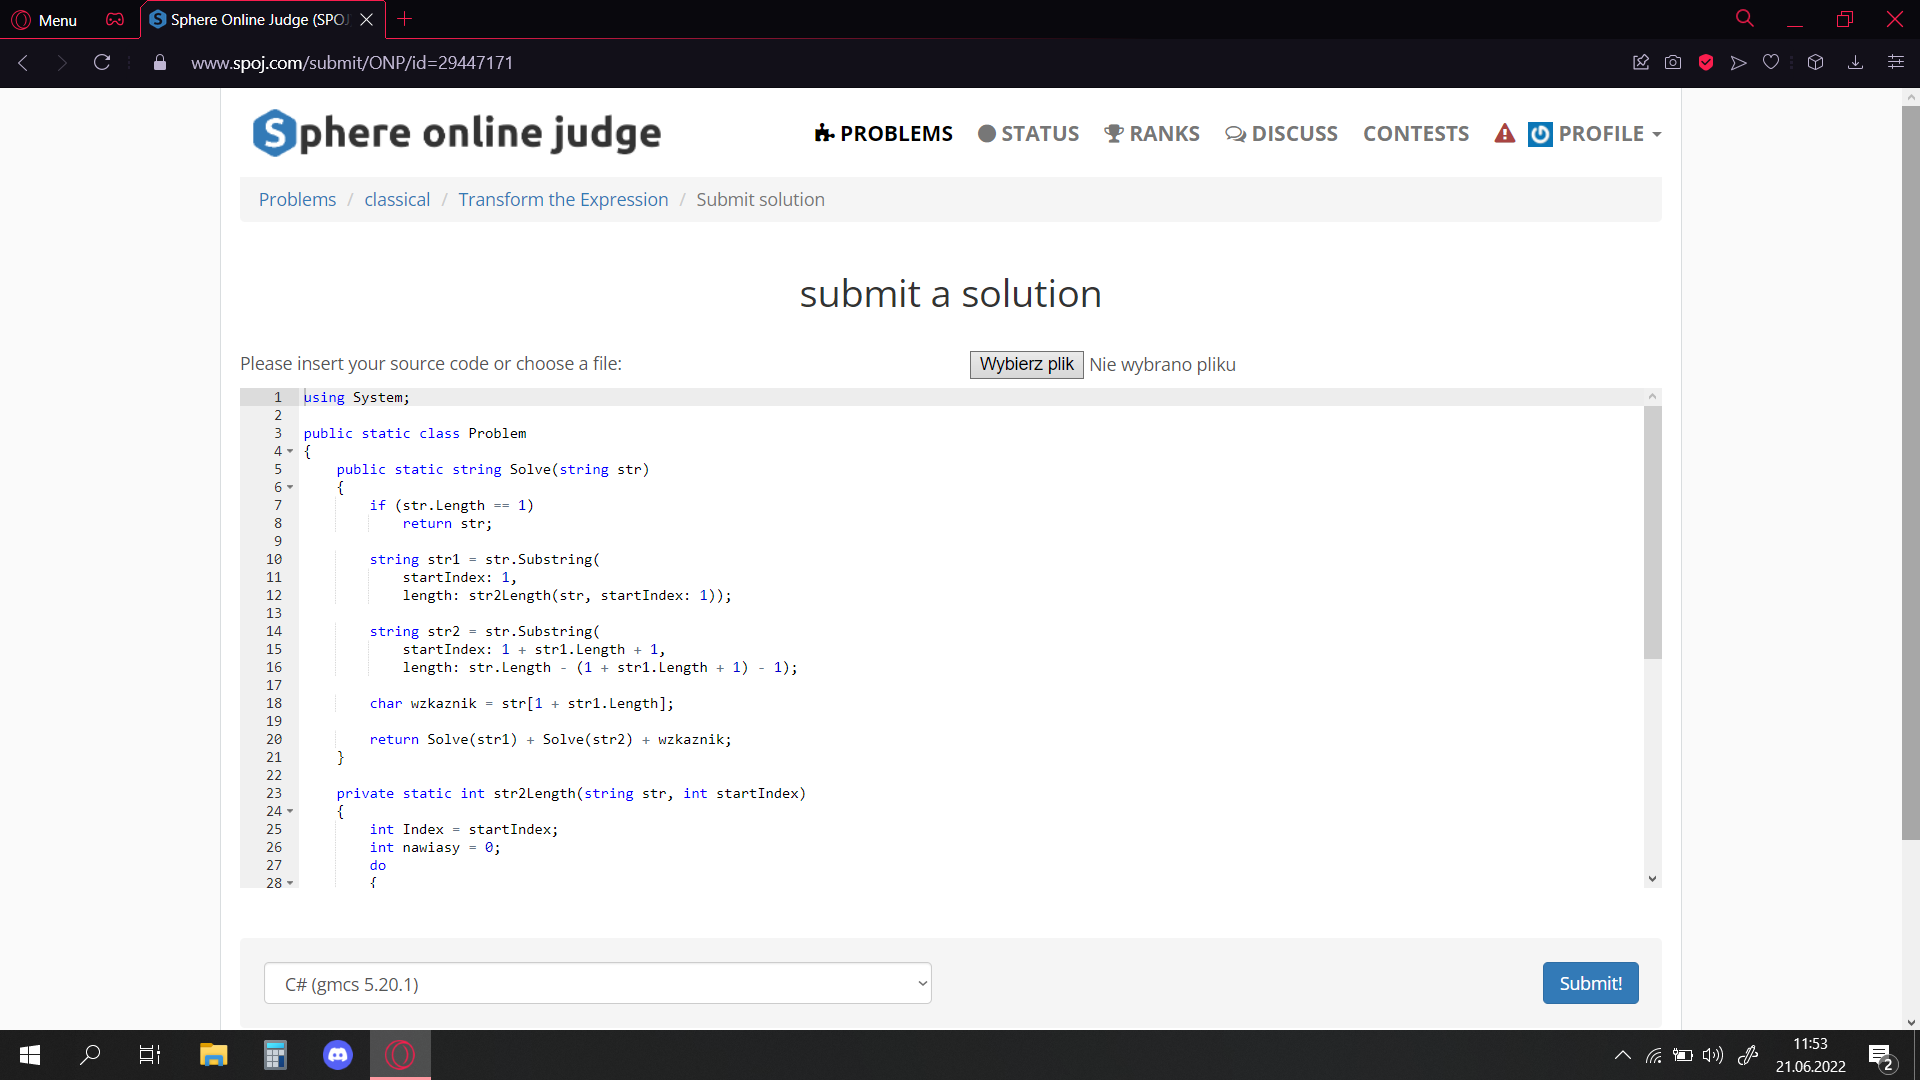 Menu
Sphere Online Judge (SPOJ
www.spoj.com/submit/ONP/id=29447171
Sphere online judge
PROBLEMS STATUS RANKS DISCUSS CONTESTS PROFILE
Problems / classical / Transform the Expression / Submit solution
submit a solution
Please insert your source code or choose a file: Wybierz plik Nie wybrano pliku
1 using System;
2
3 public static class Problem
4 {
5 public static string Solve(string str)
6 {
7 if (str.Length == 1)
8 return str;
9
10 string str1 = str.Substring(
11 startIndex: 1,
12 length: str2Length(str, startIndex: 1));
13
14 string str2 = str.Substring(
15 startIndex: 1 + str1.Length + 1,
16 length: str.Length - (1 + str1.Length + 1) - 1);
17
18 char wzkaznik = str[1 + str1.Length];
19
20 return Solve(str1) + Solve(str2) + wzkaznik;
21 }
22
23 private static int str2Length(string str, int startIndex)
24 {
25 int Index = startIndex;
26 int nawiasy = 0;
27 do
28 {
C# (gmcs 5.20.1)
Submit!
11:53
21.06.2022
2